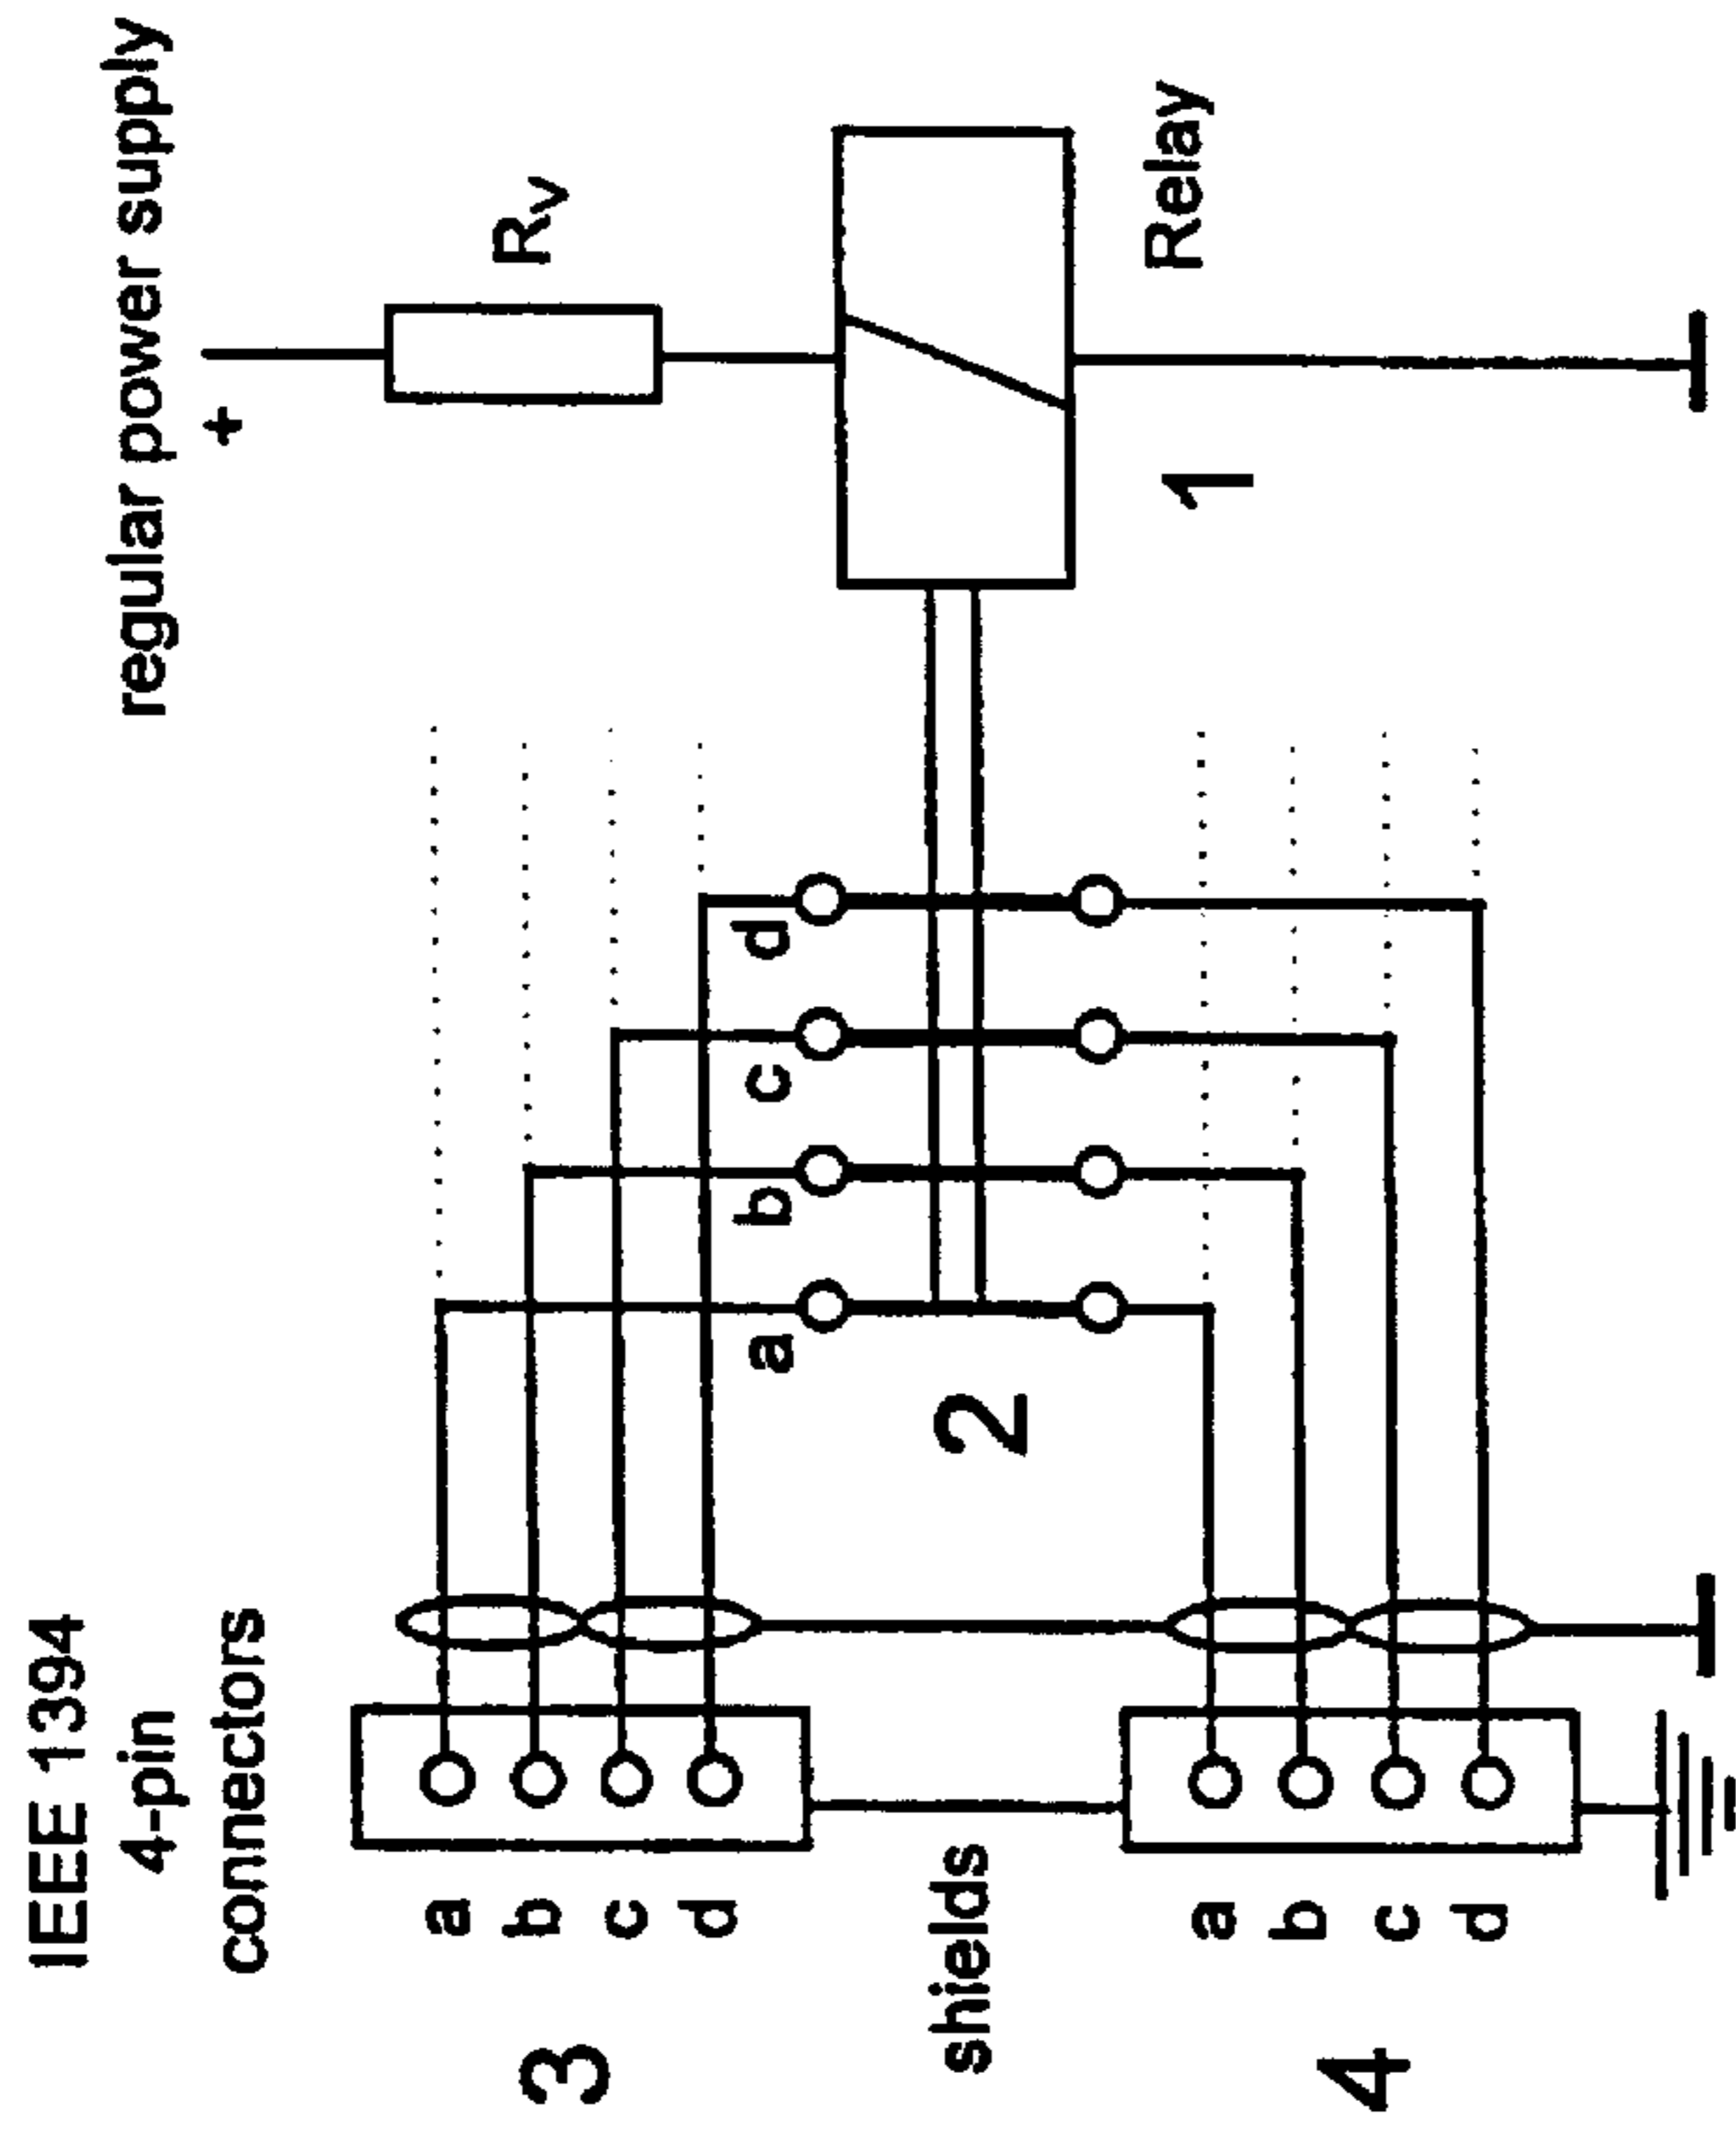 IEEE 1394
4-pin
connectors
regular power supply
+
Rv
Relay
1
a
b
c
d
2
3
a
b
c
d
shields
4
a
b
c
d